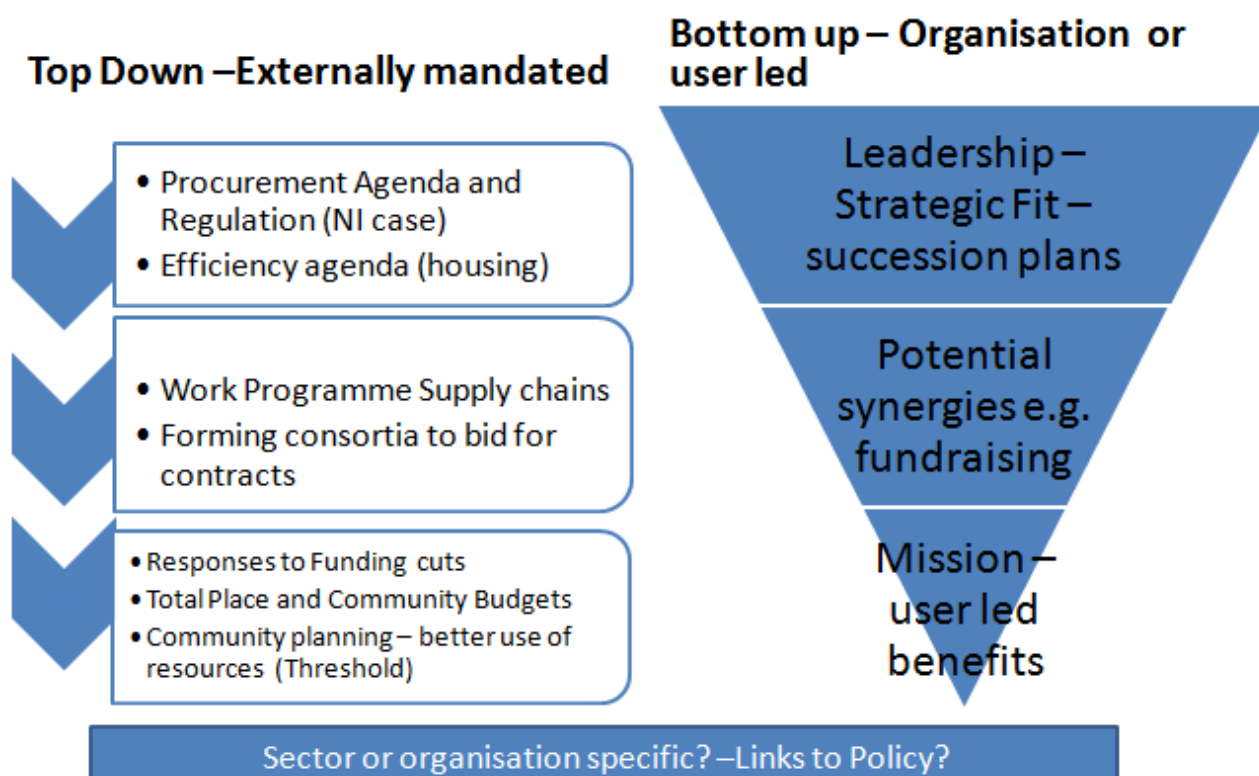 Top Down –Externally mandated
• Procurement Agenda and
Regulation (NI case)
• Efficiency agenda (housing)
• Work Programme Supply chains
• Forming consortia to bid for
contracts
• Responses to Funding cuts
• Total Place and Community Budgets
• Community planning – better use of
resources (Threshold)
Bottom up – Organisation or
user led
Leadership –
Strategic Fit –
succession plans
Potential
synergies e.g.
fundraising
Mission –
user led
benefits
Sector or organisation specific? –Links to Policy?